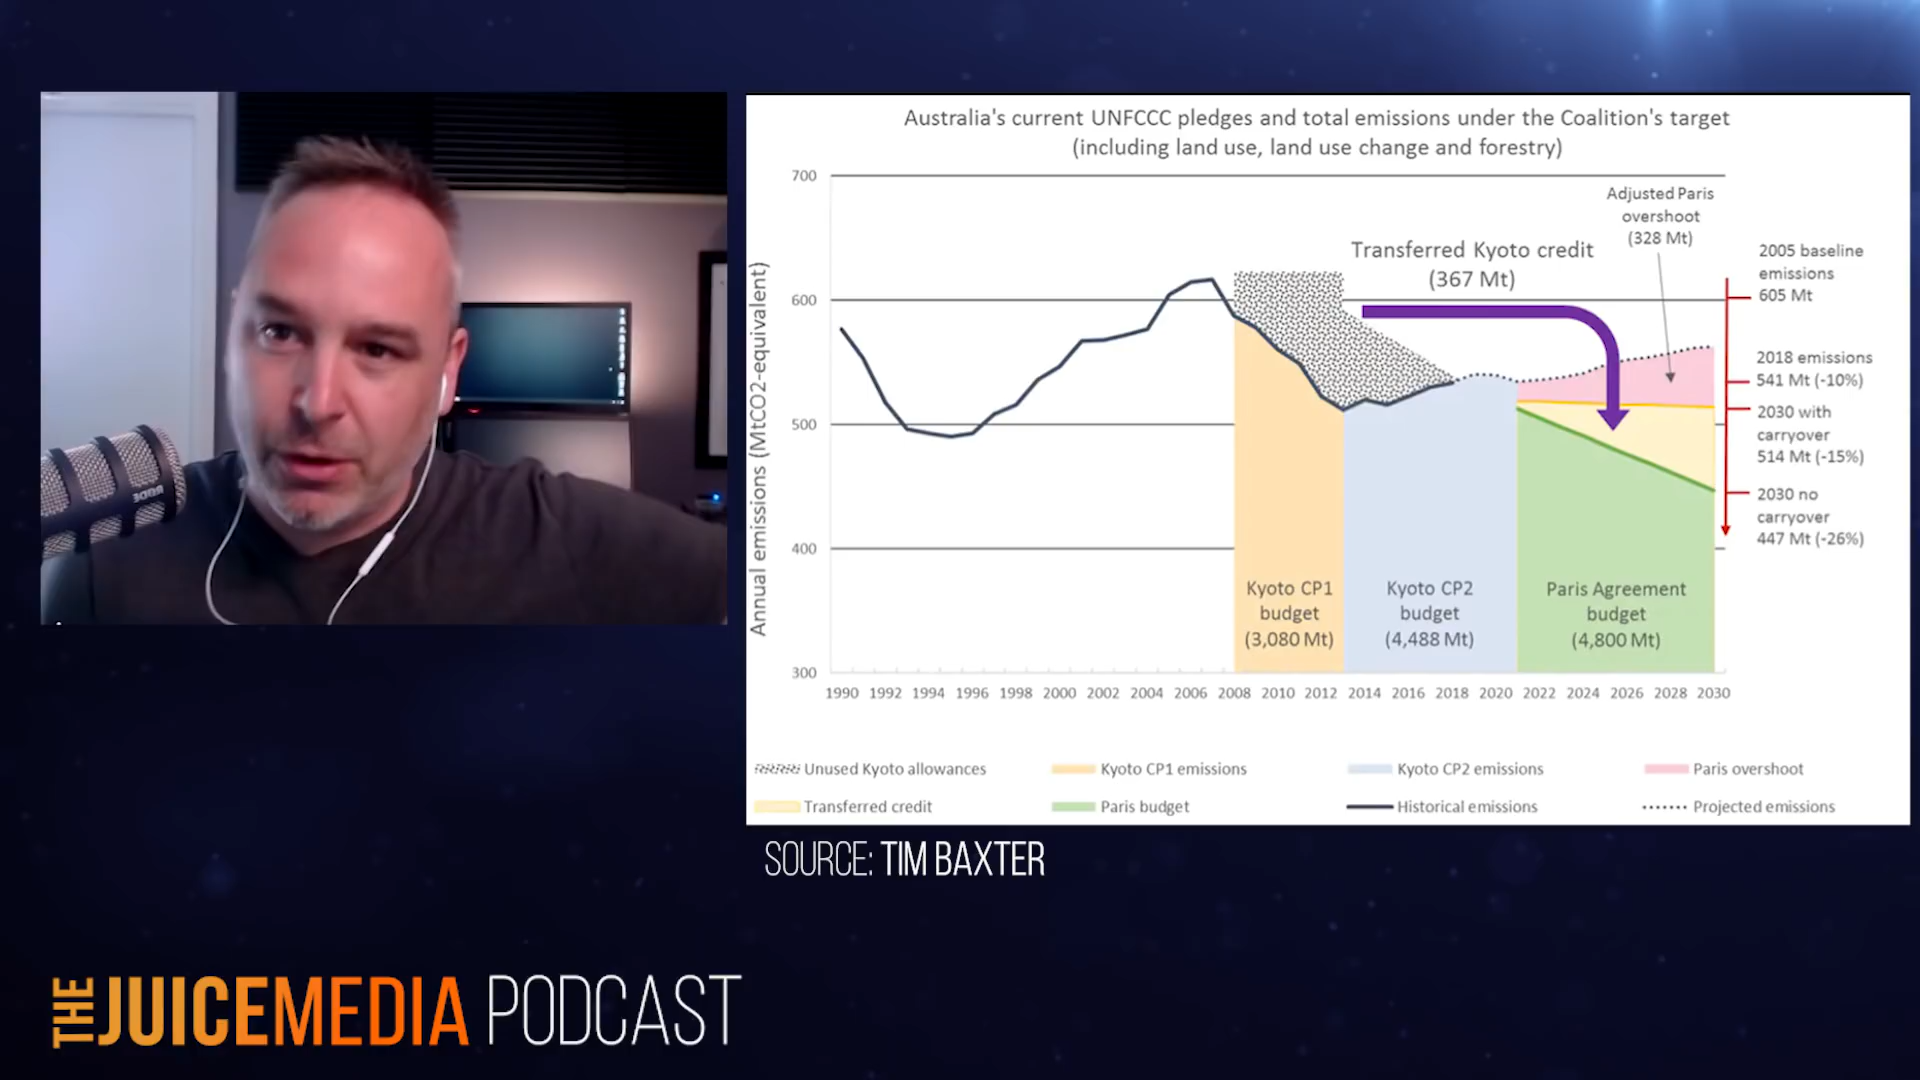 RODE
Australia's current UNFCCC pledges and total emissions under the Coalition's target
(including land use, land use change and forestry)
Annual emissions (MtCO2-equivalent)
700
600
500
400
300
Transferred Kyoto credit
(367 Mt)
Adjusted Paris
overshoot
(328 Mt)
2005 baseline
emissions
605 Mt
2018 emissions
541 Mt (-10%)
2030 with
carryover
514 Mt (-15%)
2030 no
carryover
447 Mt (-26%)
Kyoto CP1
budget
(3,080 Mt)
Kyoto CP2
budget
(4,488 Mt)
Paris Agreement
budget
(4,800 Mt)
1990 1992 1994 1996 1998 2000 2002 2004 2006 2008 2010 2012 2014 2016 2018 2020 2022 2024 2026 2028 2030
Unused Kyoto allowances Kyoto CP1 emissions Kyoto CP2 emissions Paris overshoot
Transferred credit Paris budget Historical emissions Projected emissions
SOURCE: TIM BAXTER
THE JUICEMEDIA PODCAST